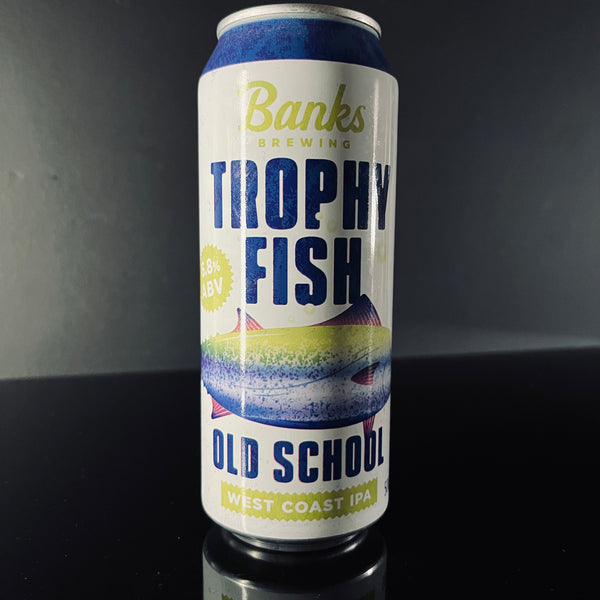 Banks
BREWING
TROPHY
FISH
6.8%
ABV
OLD SCHOOL
WEST COAST IPA